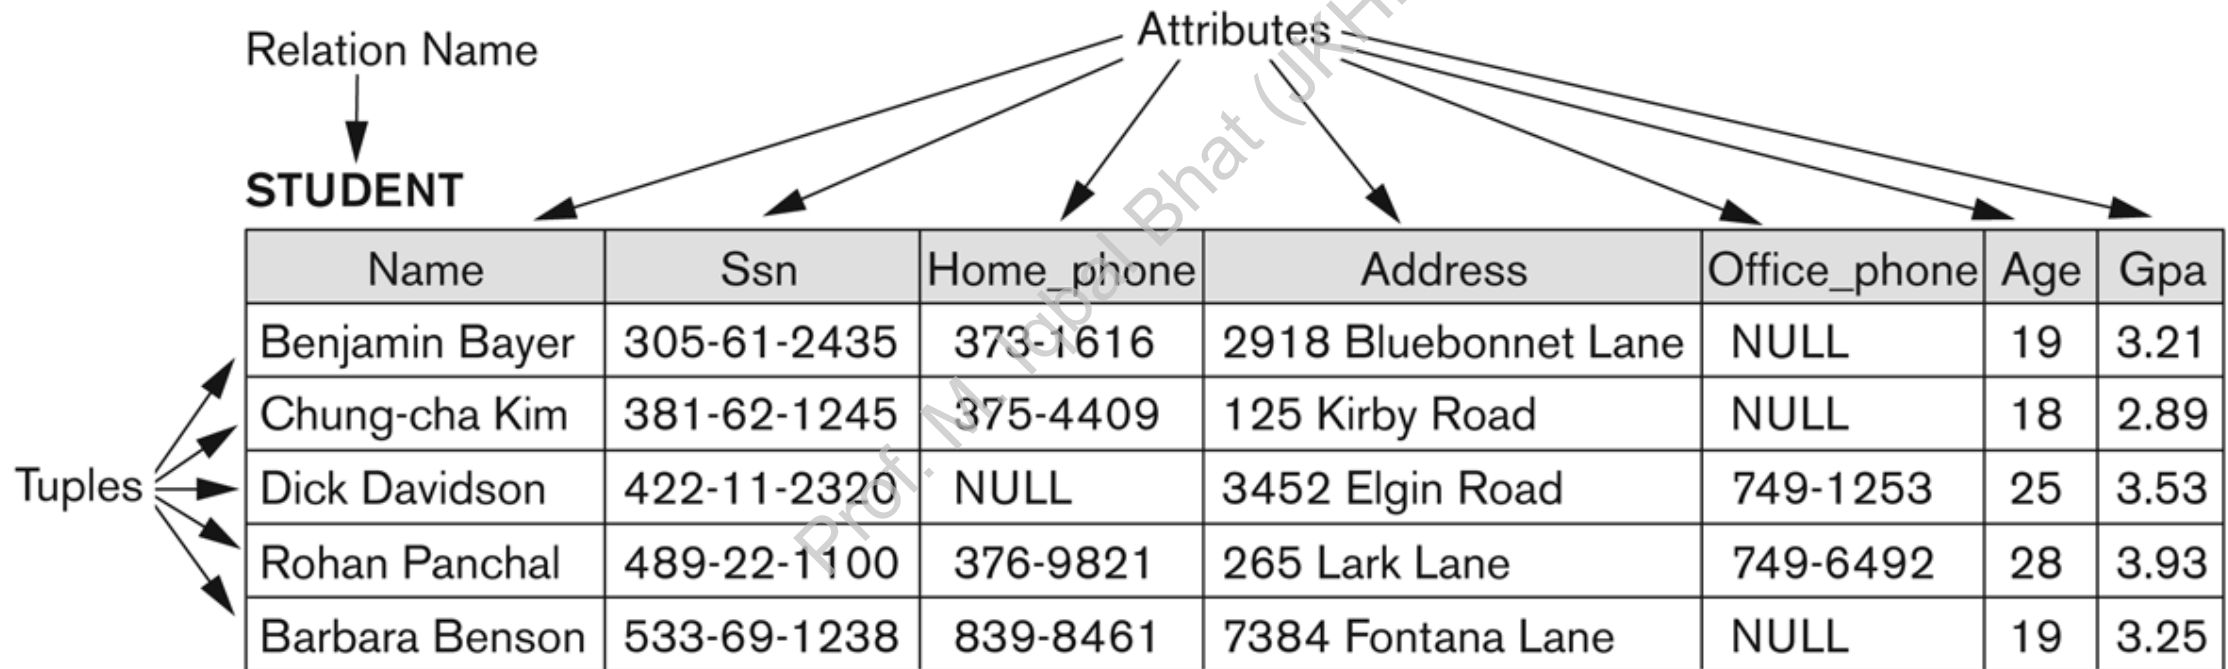 Attributes
Relation Name
STUDENT
Name Ssn Home_phone Address Office_phone Age Gpa
Benjamin Bayer 305-61-2435 373-1616 2918 Bluebonnet Lane NULL 19 3.21
Chung-cha Kim 381-62-1245 375-4409 125 Kirby Road NULL 18 2.89
Tuples
Dick Davidson 422-11-2320 NULL 3452 Elgin Road 749-1253 25 3.53
Rohan Panchal 489-22-1100 376-9821 265 Lark Lane 749-6492 28 3.93
Barbara Benson 533-69-1238 839-8461 7384 Fontana Lane NULL 19 3.25
Prof. M. Iqbal Bhat